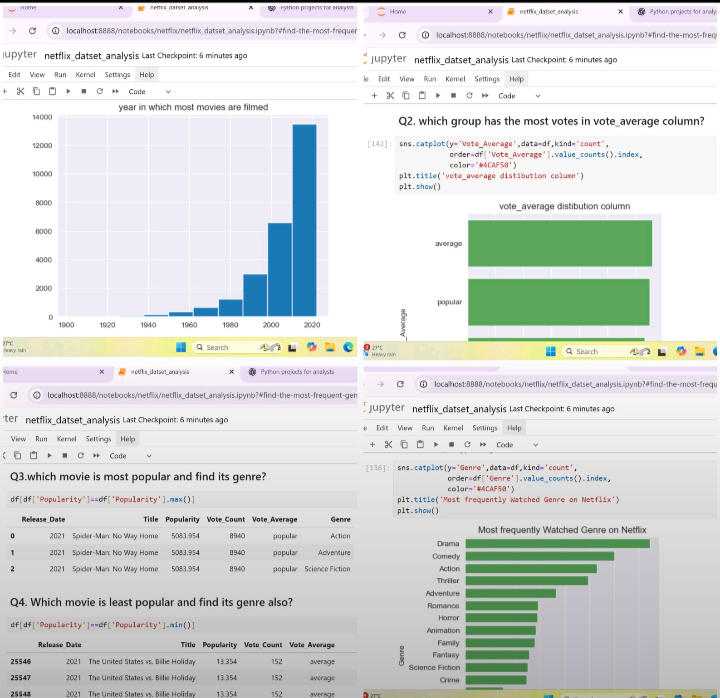 Home
netflix_datset_analysis
Python projects for analysts
localhost:8888/notebooks/netflix/netflix_datset_analysis.ipynb?#find-the-most-frequer
jupyter netflix_datset_analysis Last Checkpoint: 6 minutes ago
Edit View Run Kernel Settings Help
Code
year in which most movies are filmed
14000
12000
10000
8000
6000
4000
2000
0
1900 1920 1940 1960 1980 2000 2020
27°C
Heavy rain
Search
Home
netflix_datset_analysis
Python projects for analy
localhost:8888/notebooks/netflix/netflix_datset_analysis.ipynb?#find-the-most-freq
jupyter netflix_datset_analysis Last Checkpoint: 6 minutes ago
le Edit View Run Kernel Settings Help
Code
Q2. which group has the most votes in vote_average column?
[142]: sns.catplot(y='Vote_Average',data=df,kind='count',
order=df['Vote_Average'].value_counts().index,
color='#4CAF50')
plt.title('vote_average distibution column')
plt.show()
vote_average distibution column
average
popular
Average
27°C
Heavy rain
Search
Home
netflix_datset_analysis
Python projects for analysts
localhost:8888/notebooks/netflix/netflix_datset_analysis.ipynb?#find-the-most-frequent-gen
ter netflix_datset_analysis Last Checkpoint: 6 minutes ago
View Run Kernel Settings Help
Code
Q3.which movie is most popular and find its genre?
df[df['Popularity']==df['Popularity'].max()]
Release_Date Title Popularity Vote_Count Vote_Average Genre
0 2021 Spider-Man: No Way Home 5083.954 8940 popular Action
1 2021 Spider-Man: No Way Home 5083.954 8940 popular Adventure
2 2021 Spider-Man: No Way Home 5083.954 8940 popular Science Fiction
Q4. Which movie is least popular and find its genre also?
df[df['Popularity']==df['Popularity'].min()]
Release_Date Title Popularity Vote_Count Vote_Average
25546 2021 The United States vs. Billie Holiday 13.354 152 average
25547 2021 The United States vs. Billie Holiday 13.354 152 average
25548 2021 The United States vs. Billie Holiday 13.354 152 average
localhost:8888/notebooks/netflix/netflix_datset_analysis.ipynb?#find-the-most-frequ
jupyter netflix_datset_analysis Last Checkpoint: 6 minutes ago
e Edit View Run Kernel Settings Help
Code
[136]: sns.catplot(y='Genre',data=df,kind='count',
order=df['Genre'].value_counts().index,
color='#4CAF50')
plt.title('Most frequently Watched Genre on Netflix')
plt.show()
Most frequently Watched Genre on Netflix
Drama
Comedy
Action
Thriller
Adventure
Romance
Horror
Animation
Family
Fantasy
Science Fiction
Crime
Genre
27°C